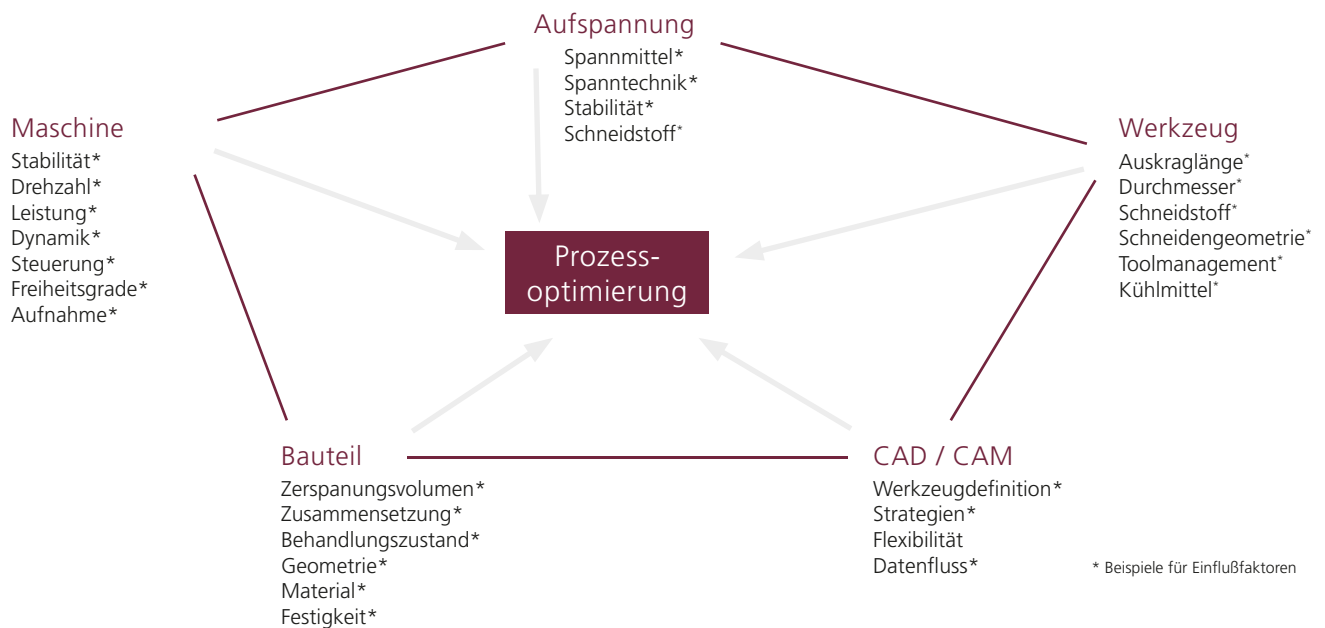 Aufspannung
Spannmittel*
Spanntechnik*
Stabilität*
Schneidstoff*
Maschine
Stabilität*
Drehzahl*
Leistung*
Dynamik*
Steuerung*
Freiheitsgrade*
Aufnahme*
Werkzeug
Auskraglänge*
Durchmesser*
Schneidstoff*
Schneidengeometrie*
Toolmanagement*
Kühlmittel*
Prozess-
optimierung
Bauteil
Zerspanungsvolumen*
Zusammensetzung*
Behandlungszustand*
Geometrie*
Material*
Festigkeit*
CAD / CAM
Werkzeugdefinition*
Strategien*
Flexibilität
Datenfluss*
* Beispiele für Einflußfaktoren